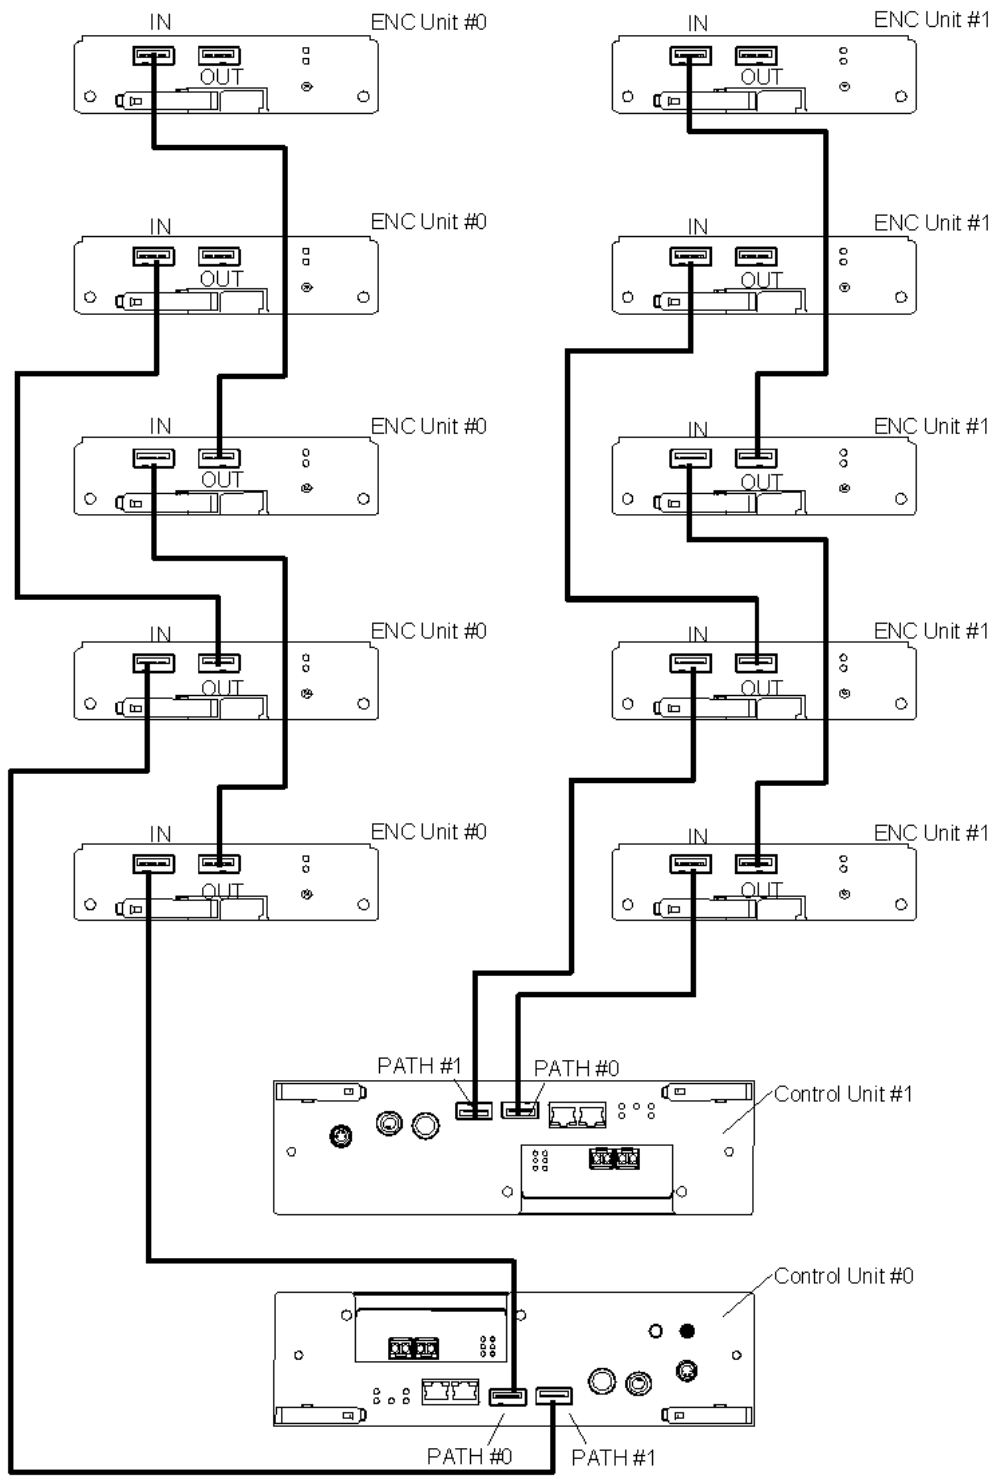 IN
ENC Unit #0
OUT
IN
ENC Unit #1
OUT
IN
ENC Unit #0
OUT
IN
ENC Unit #1
OUT
IN
ENC Unit #0
OUT
IN
ENC Unit #1
OUT
IN
ENC Unit #0
OUT
IN
ENC Unit #1
OUT
IN
ENC Unit #0
OUT
IN
ENC Unit #1
OUT
PATH #1
PATH #0
Control Unit #1
Control Unit #0
PATH #0
PATH #1